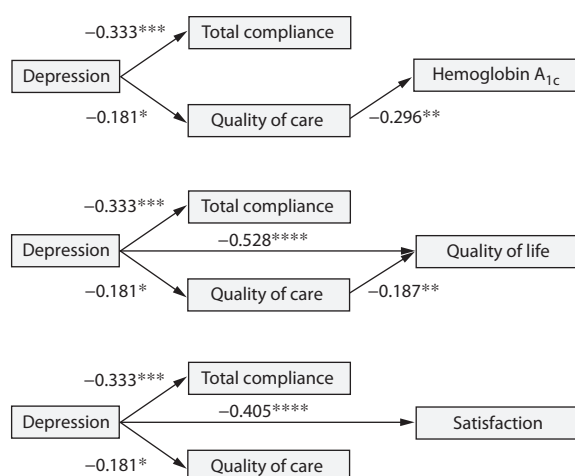 −0.333***
Total compliance
Depression
Hemoglobin A1c
−0.181*
Quality of care
−0.296**
−0.333***
Total compliance
−0.528****
Depression
Quality of life
−0.181*
Quality of care
−0.187**
−0.333***
Total compliance
−0.405****
Depression
Satisfaction
−0.181*
Quality of care